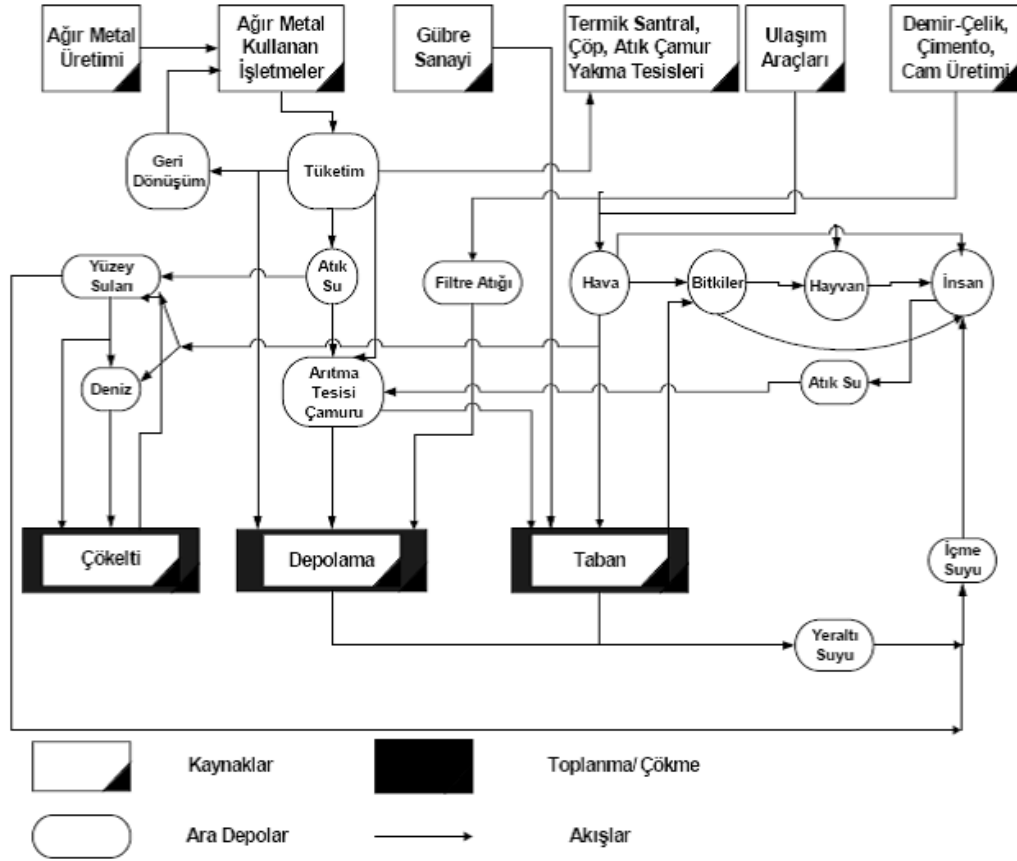 Ağır Metal
Üretimi
Ağır Metal
Kullanan
İşletmeler
Gübre
Sanayi
Termik Santral,
Çöp, Atık Çamur
Yakma Tesisleri
Ulaşım
Araçları
Demir-Çelik,
Çimento,
Cam Üretimi
Geri
Dönüşüm
Tüketim
Yüzey
Suları
Atık
Su
Filtre Atığı
Hava
Bitkiler
Hayvan
İnsan
Deniz
Arıtma
Tesisi
Çamuru
Atık Su
Çökelti
Depolama
Taban
İçme
Suyu
Yeraltı
Suyu
Kaynaklar
Toplanma/ Çökme
Ara Depolar
Akışlar